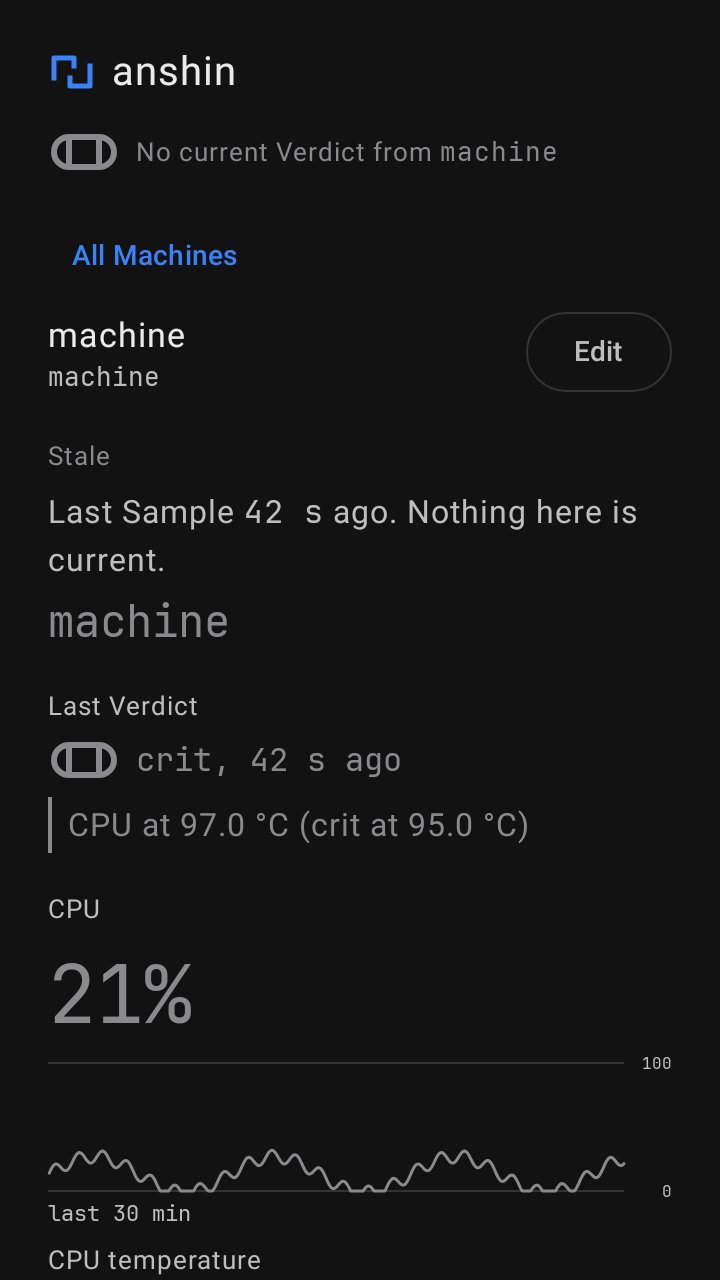 anshin
No current Verdict from machine
All Machines
machine
Edit
machine
Stale
Last Sample 42 s ago. Nothing here is
current.
machine
Last Verdict
crit, 42 s ago
CPU at 97.0 °C (crit at 95.0 °C)
CPU
21%
100
0
last 30 min
CPU temperature